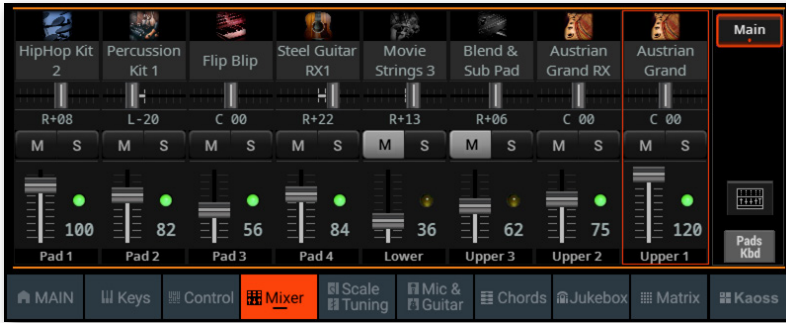 HipHop Kit 2 Percussion Kit 1 Flip Blip Steel Guitar RX1 Movie Strings 3 Blend & Sub Pad Austrian Grand RX Austrian Grand Main
R+08 L-20 C 00 R+22 R+13 R+06 C 00 C 00
M S M S M S M S M S M S M S M S
100 82 56 84 36 62 75 120
Pads Kbd
Pad 1 Pad 2 Pad 3 Pad 4 Lower Upper 3 Upper 2 Upper 1
MAIN Keys Control Mixer Scale Tuning Mic & Guitar Chords Jukebox Matrix Kaoss